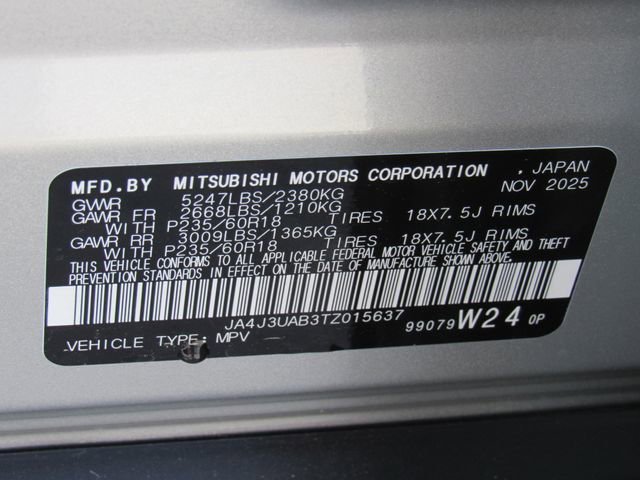 MFD.BY MITSUBISHI MOTORS CORPORATION , JAPAN
NOV 2025
GVWR 5247LBS/2380KG
GAWR FR 2668LBS/1210KG
WITH P235/60R18 TIRES 18X7.5J RIMS
GAWR RR 3009LBS/1365KG
WITH P235/60R18 TIRES 18X7.5J RIMS
THIS VEHICLE CONFORMS TO ALL APPLICABLE FEDERAL MOTOR VEHICLE SAFETY AND THEFT
PREVENTION STANDARDS IN EFFECT ON THE DATE OF MANUFACTURE SHOWN ABOVE.
JA4J3UAB3TZ015637
99079 W24 0P
VEHICLE TYPE: MPV